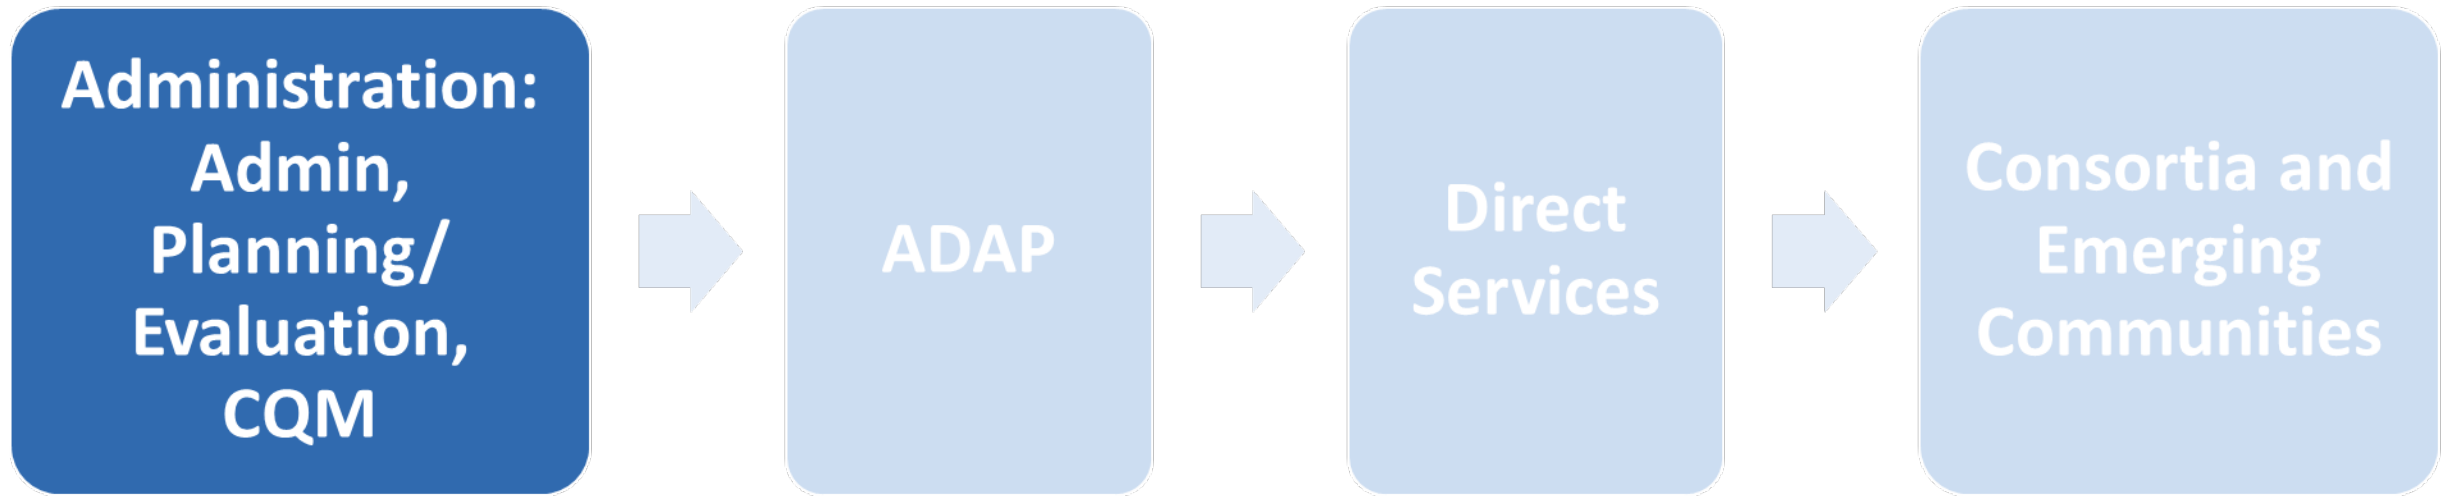 Administration:
Admin,
Planning/
Evaluation,
CQM
ADAP
Direct
Services
Consortia and
Emerging
Communities